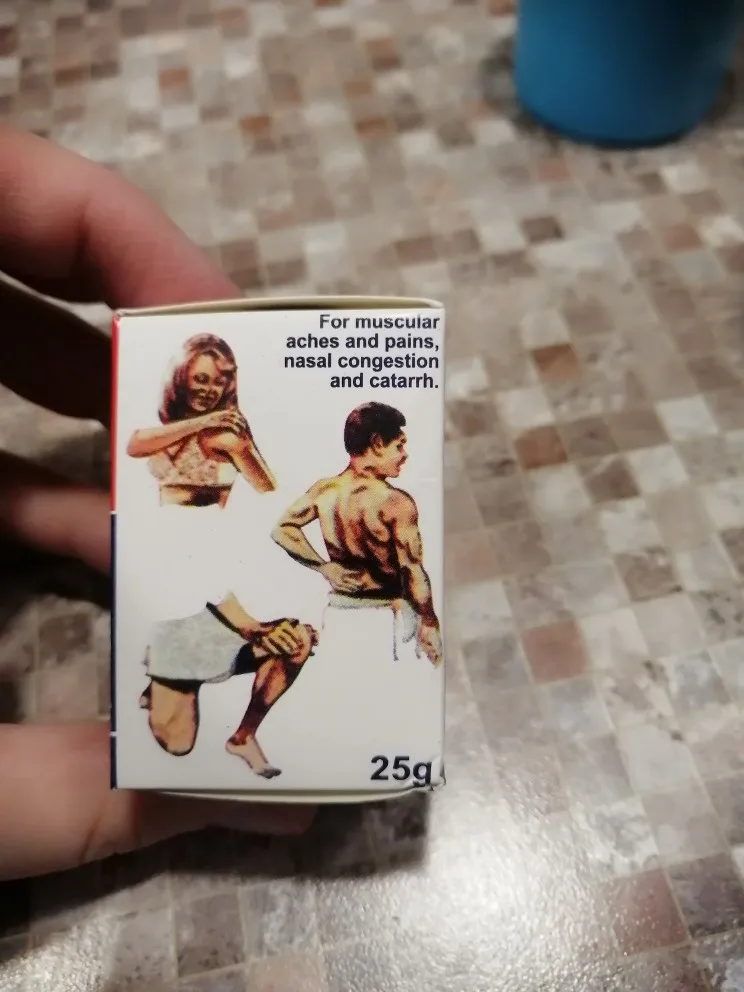 For muscular
aches and pains,
nasal congestion
and catarrh.
25g